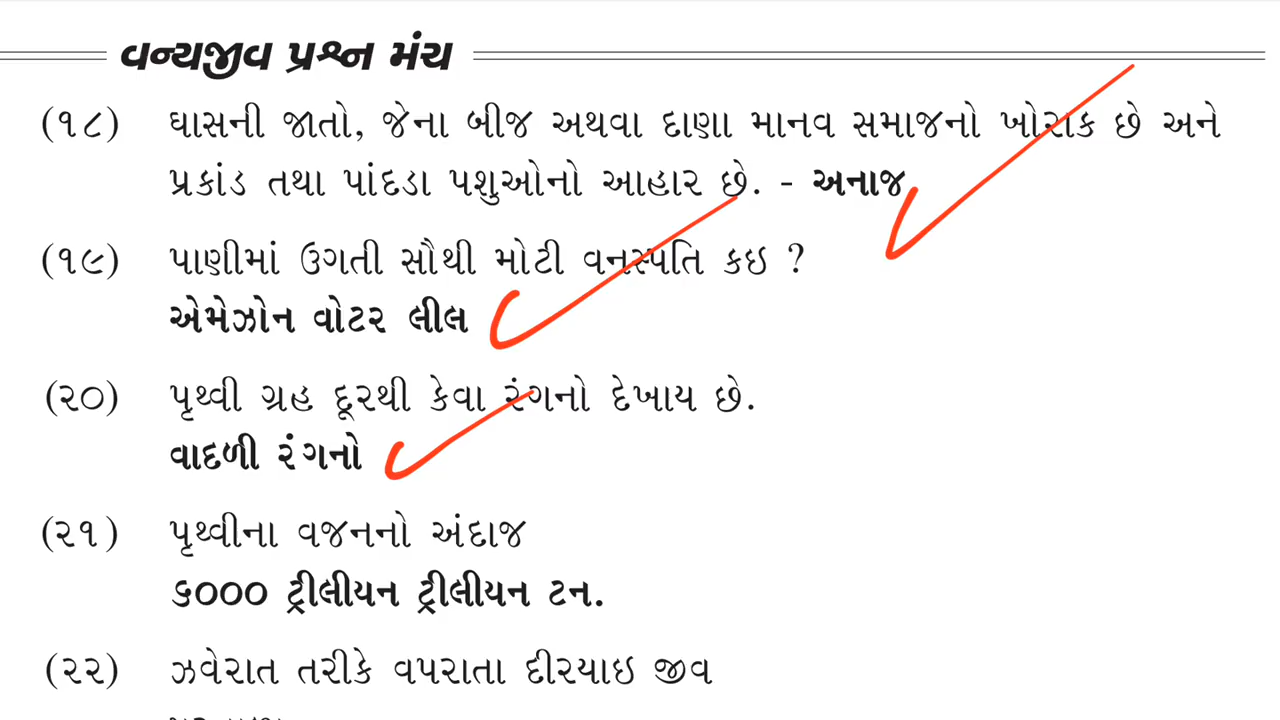 વન્યજીવ પ્રશ્ન મંચ
(૧૮) ઘાસની જાતો, જેના બીજ અથવા દાણા માનવ સમાજનો ખોરાક છે અને
પ્રકાંડ તથા પાંદડા પશુઓનો આહાર છે. - અનાજ
(૧૯) પાણીમાં ઉગતી સૌથી મોટી વનસ્પતિ કઇ ?
એમેઝોન વોટર લીલ
(૨૦) પૃથ્વી ગ્રહ દૂરથી કેવા રંગનો દેખાય છે.
વાદળી રંગનો
(૨૧) પૃથ્વીના વજનનો અંદાજ
૬૦૦૦ ટ્રીલીયન ટ્રીલીયન ટન.
(૨૨) ઝવેરાત તરીકે વપરાતા દીરયાઇ જીવ